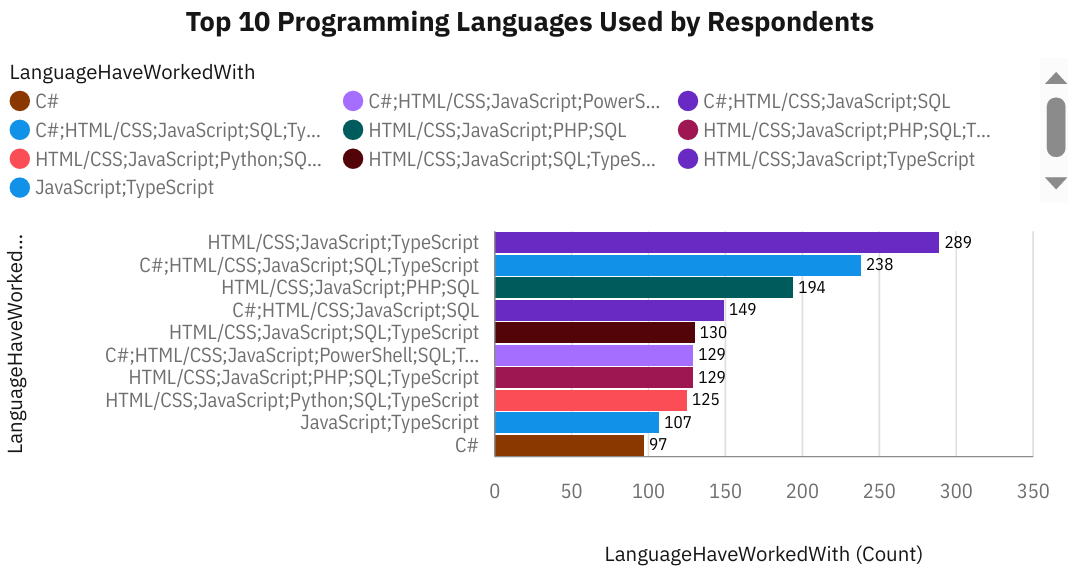 Top 10 Programming Languages Used by Respondents
LanguageHaveWorkedWith
C# C#;HTML/CSS;JavaScript;PowerS... C#;HTML/CSS;JavaScript;SQL
C#;HTML/CSS;JavaScript;SQL;Ty... HTML/CSS;JavaScript;PHP;SQL HTML/CSS;JavaScript;PHP;SQL;T...
HTML/CSS;JavaScript;Python;SQ... HTML/CSS;JavaScript;SQL;TypeS... HTML/CSS;JavaScript;TypeScript
JavaScript;TypeScript
LanguageHaveWorked...
HTML/CSS;JavaScript;TypeScript 289
C#;HTML/CSS;JavaScript;SQL;TypeScript 238
HTML/CSS;JavaScript;PHP;SQL 194
C#;HTML/CSS;JavaScript;SQL 149
HTML/CSS;JavaScript;SQL;TypeScript 130
C#;HTML/CSS;JavaScript;PowerShell;SQL;T... 129
HTML/CSS;JavaScript;PHP;SQL;TypeScript 129
HTML/CSS;JavaScript;Python;SQL;TypeScript 125
JavaScript;TypeScript 107
C# 97
0 50 100 150 200 250 300 350
LanguageHaveWorkedWith (Count)